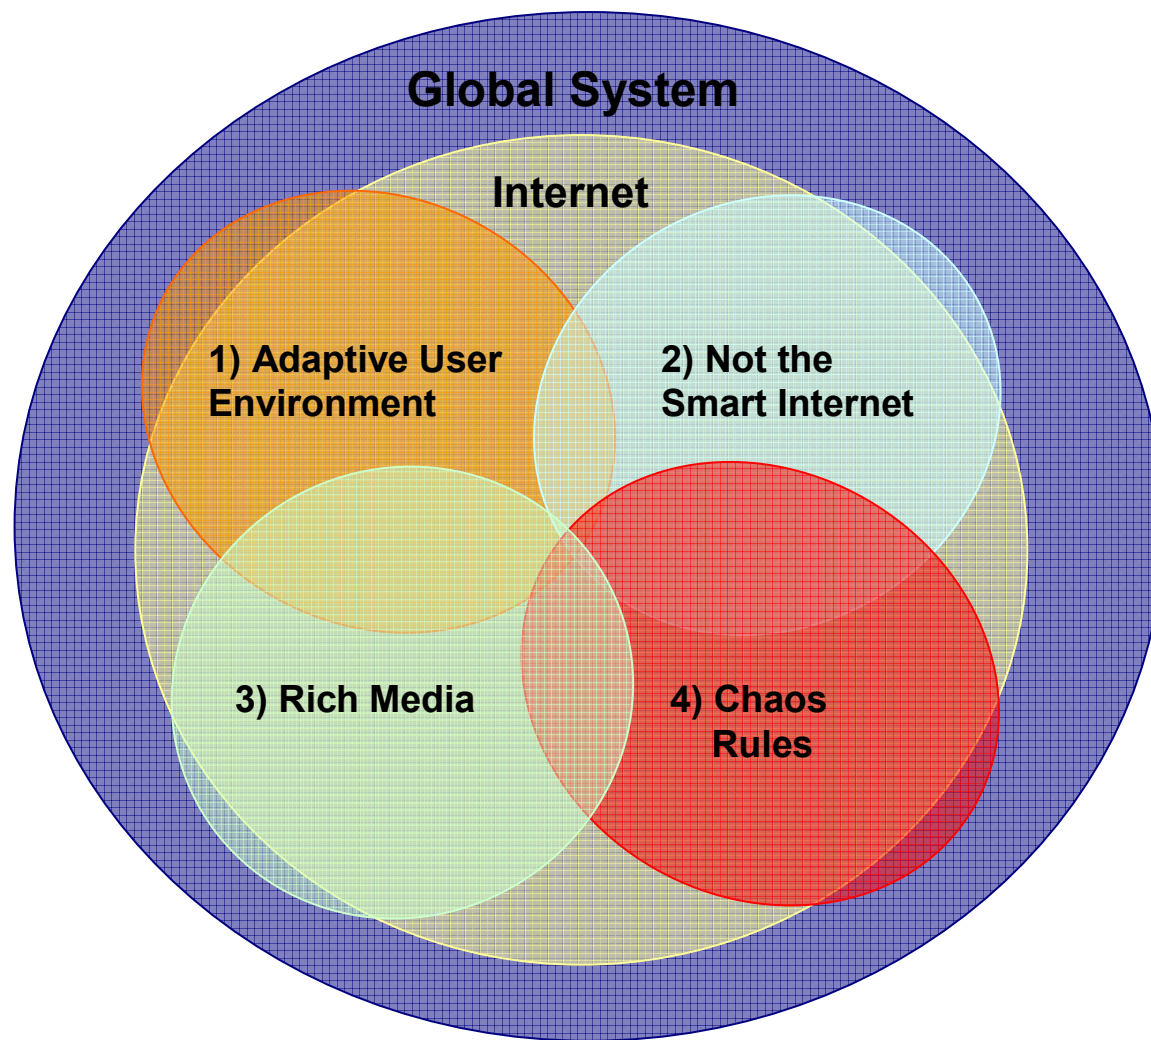 Global System
Internet
1) Adaptive User
Environment
2) Not the
Smart Internet
3) Rich Media
4) Chaos
Rules